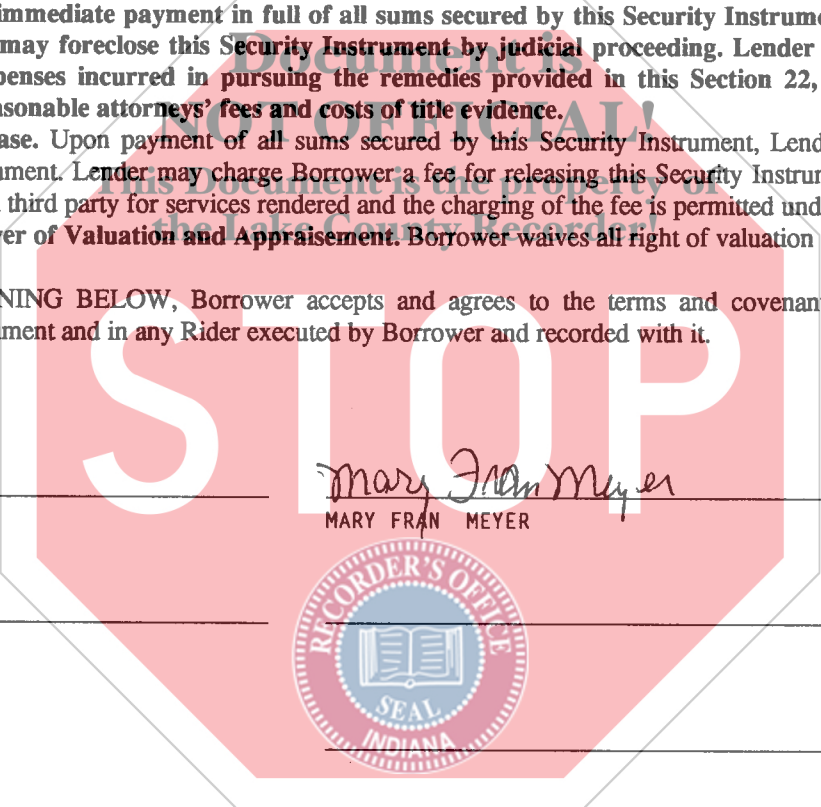 immediate payment in full of all sums secured by this Security Instrume
may foreclose this Security Instrument by judicial proceeding. Lender
penses incurred in pursuing the remedies provided in this Section 22,
asonable attorneys' fees and costs of title evidence.
ase. Upon payment of all sums secured by this Security Instrument, Lend
ument. Lender may charge Borrower a fee for releasing this Security Instrum
third party for services rendered and the charging of the fee is permitted und
er of Valuation and Appraisement. Borrower waives all right of valuation
NING BELOW, Borrower accepts and agrees to the terms and covenant
ment and in any Rider executed by Borrower and recorded with it.
Document is
NOT OFFICIAL!
This Document is the property of
the Lake County Recorder!
STOP
Mary Fran Meyer
MARY FRAN MEYER
RECORDER'S OFFICE
SEAL
INDIANA